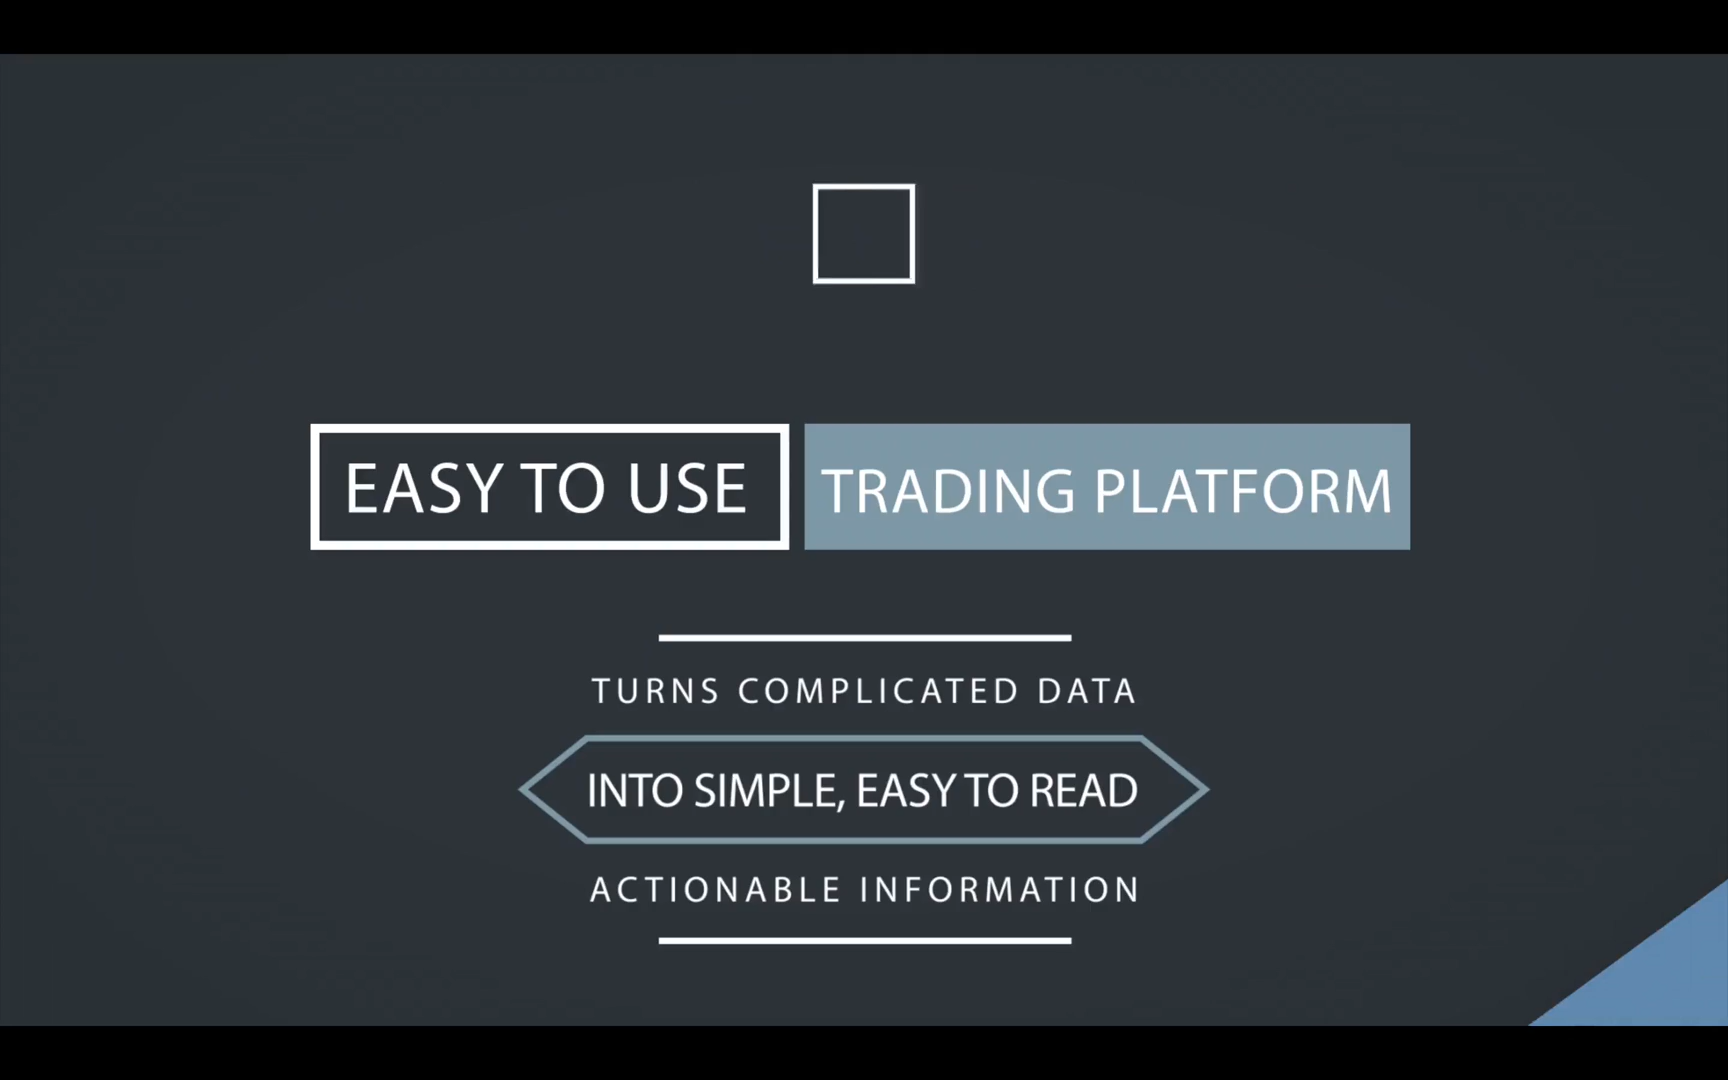 EASY TO USE TRADING PLATFORM
TURNS COMPLICATED DATA
INTO SIMPLE, EASY TO READ
ACTIONABLE INFORMATION